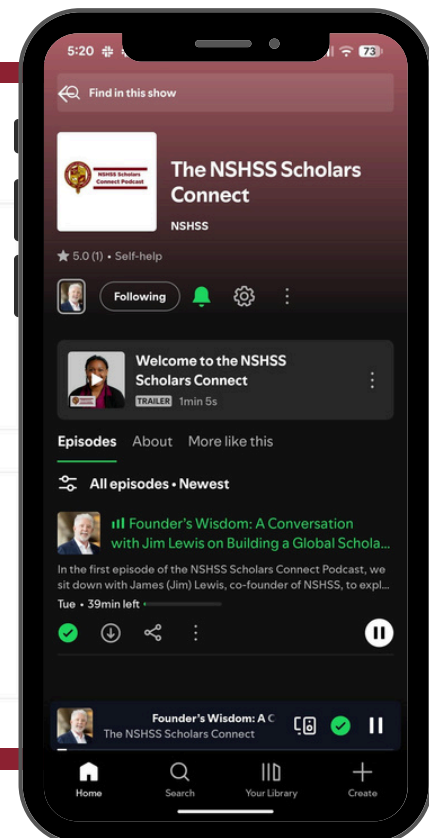 5:20
73
Find in this show
NSHSS Scholars
Connect Podcast
The NSHSS Scholars
Connect
NSHSS
5.0 (1) • Self-help
Following
Welcome to the NSHSS
Scholars Connect
TRAILER 1min 5s
Episodes About More like this
All episodes • Newest
Founder's Wisdom: A Conversation
with Jim Lewis on Building a Global Schola...
In the first episode of the NSHSS Scholars Connect Podcast, we
sit down with James (Jim) Lewis, co-founder of NSHSS, to expl...
Tue • 39min left
Founder's Wisdom: A C
The NSHSS Scholars Connect
Home Search Your Library Create